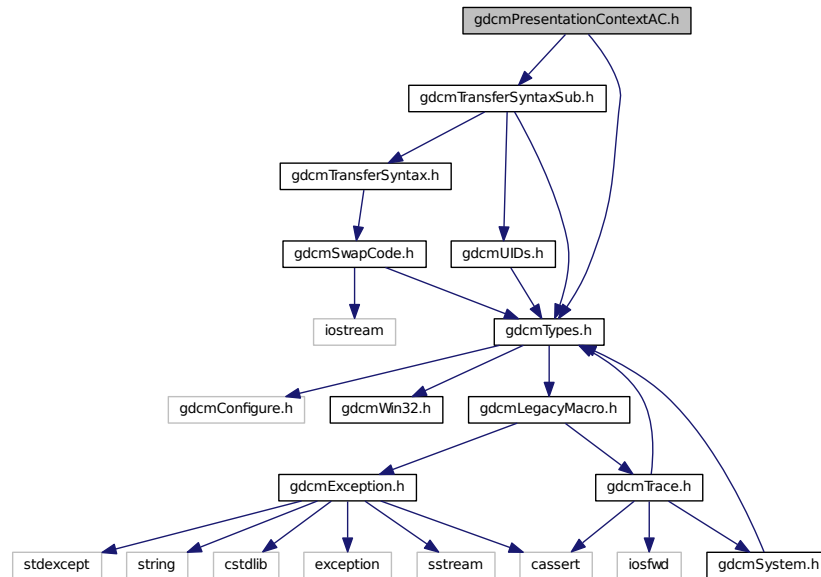 gdcmPresentationContextAC.h
gdcmTransferSyntaxSub.h
gdcmTransferSyntax.h
gdcmSwapCode.h
gdcmUIDs.h
iostream
gdcmTypes.h
gdcmConfigure.h
gdcmWin32.h
gdcmLegacyMacro.h
gdcmException.h
gdcmTrace.h
stdexcept
string
cstdlib
exception
sstream
cassert
iosfwd
gdcmSystem.h